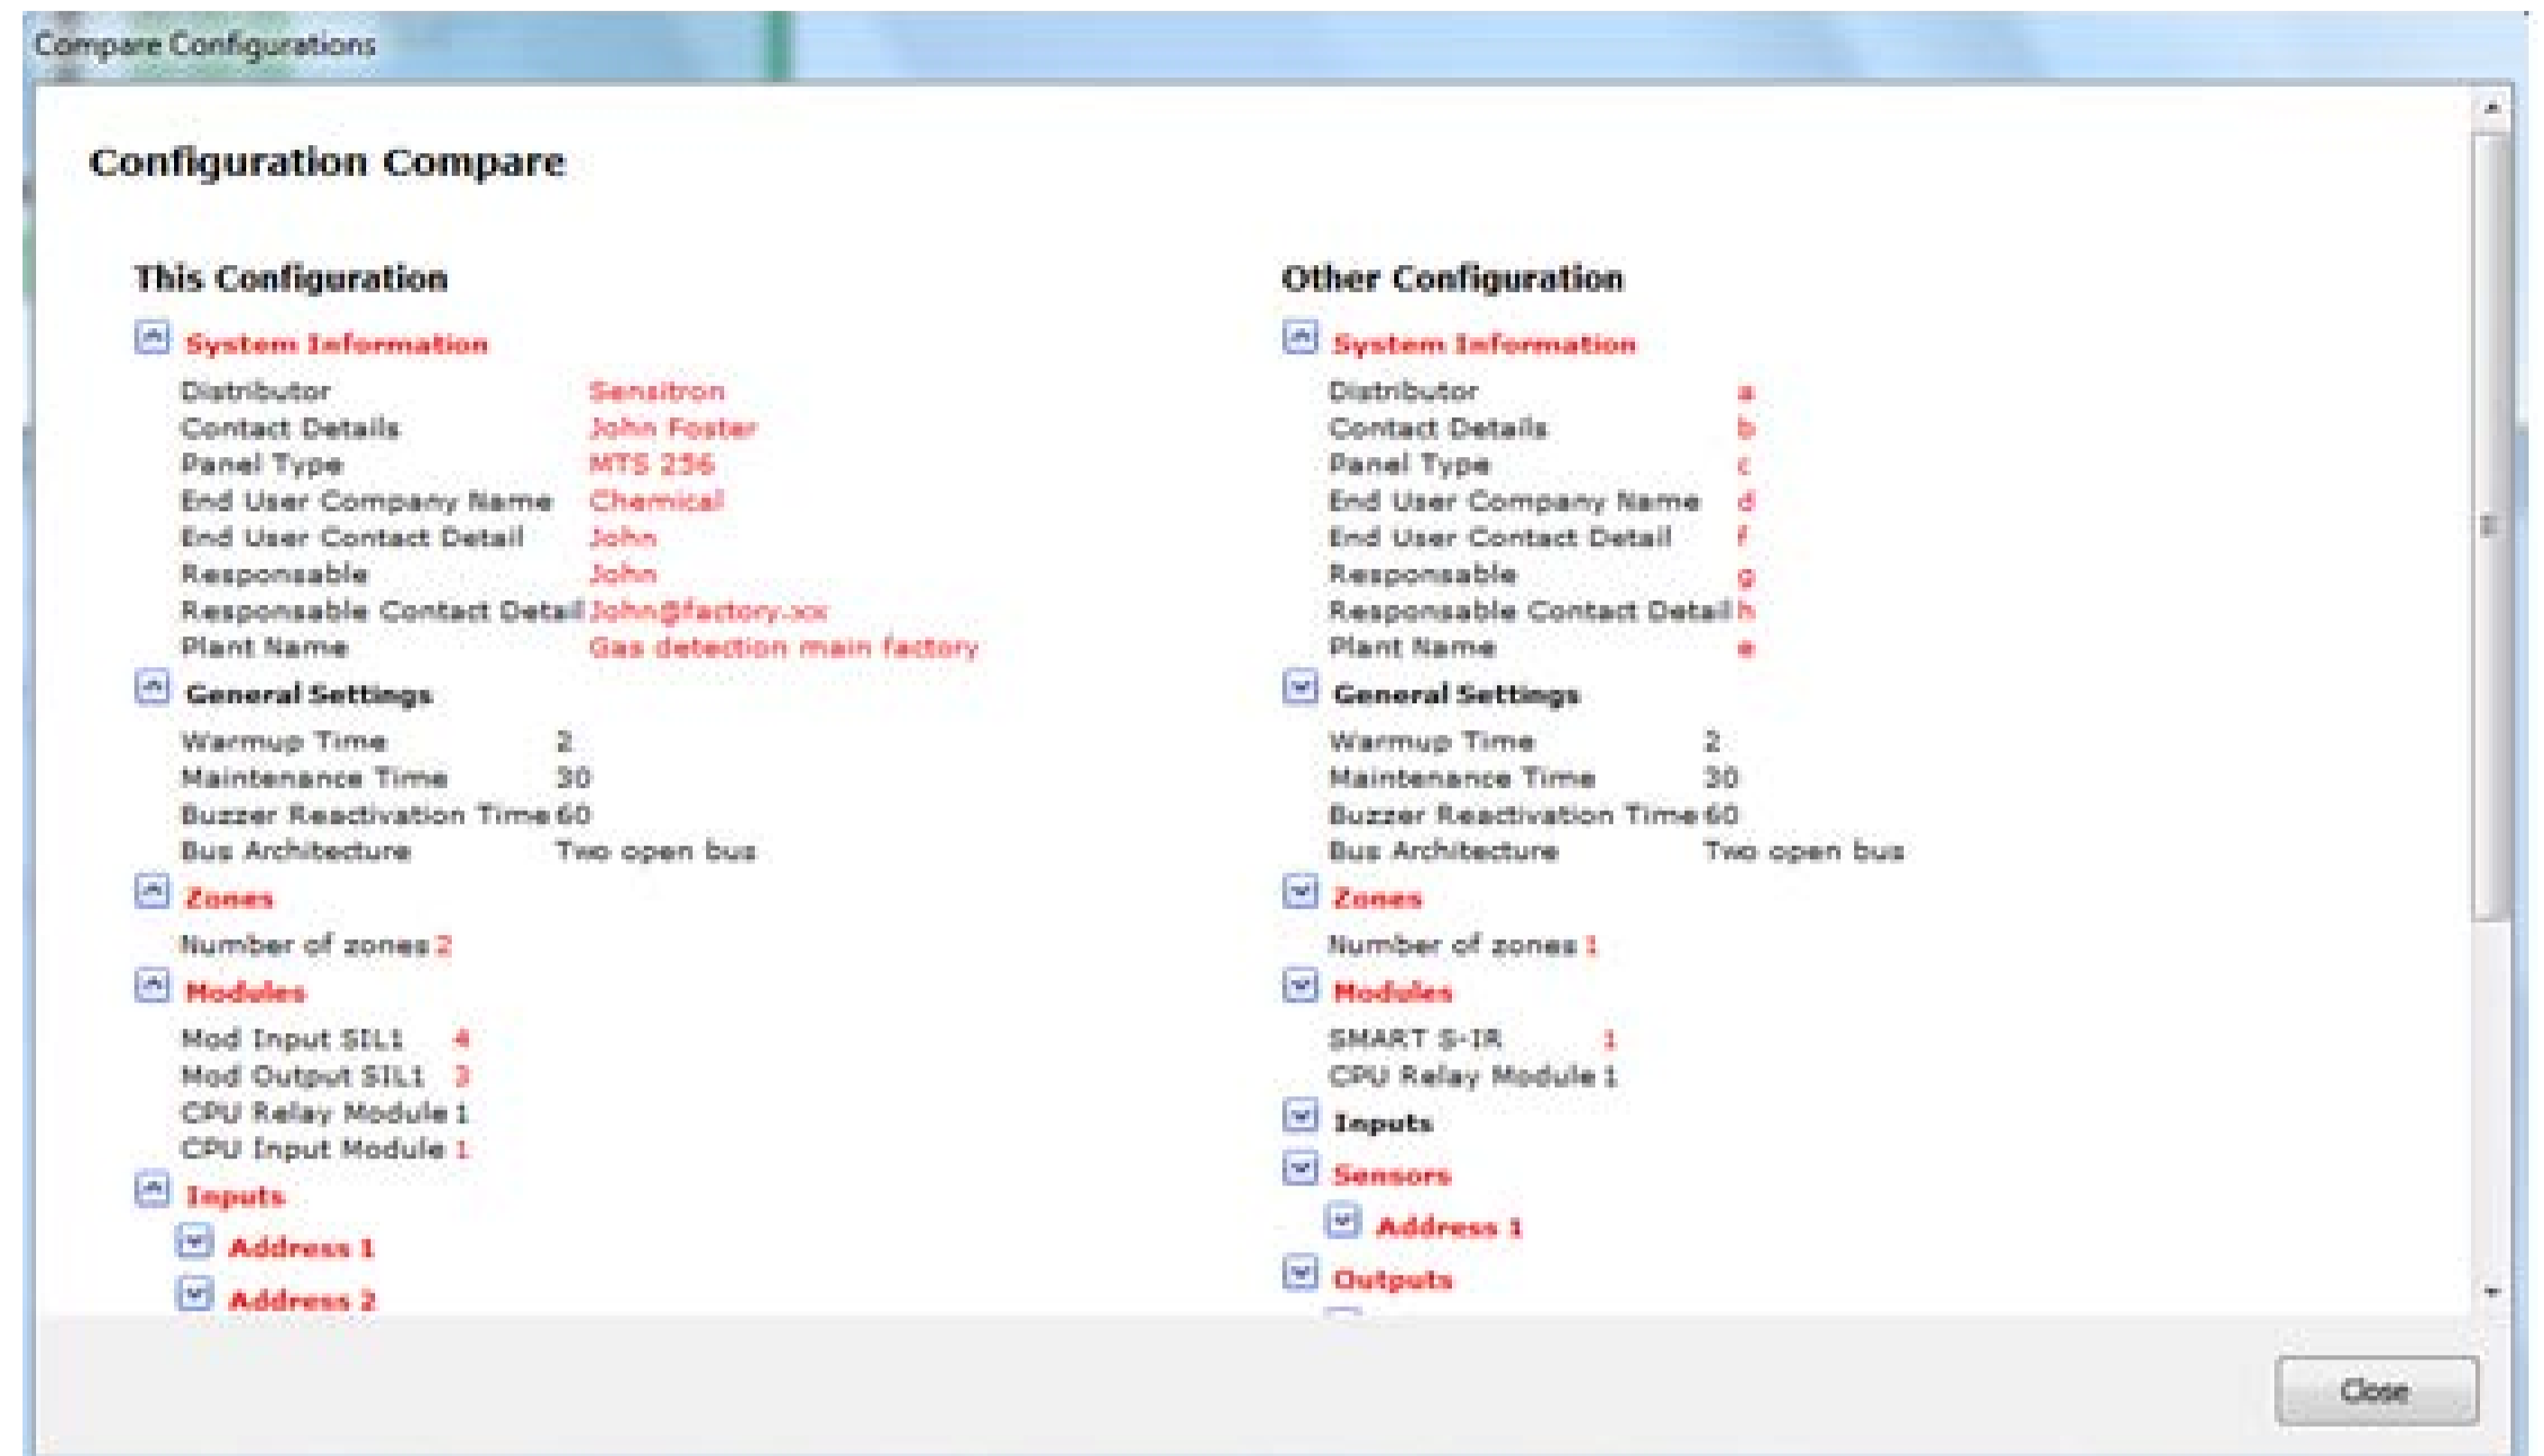 Compare Configurations
Configuration Compare
This Configuration
System Information
Distributor Sensitron
Contact Details John Foster
Panel Type MTS 256
End User Company Name Chemical
End User Contact Detail John
Responsable John
Responsable Contact Detail John@factory.xx
Plant Name Gas detection main factory
General Settings
Warmup Time 2
Maintenance Time 30
Buzzer Reactivation Time 60
Bus Architecture Two open bus
Zones
Number of zones 2
Modules
Mod Input SIL1 4
Mod Output SIL1 3
CPU Relay Module 1
CPU Input Module 1
Inputs
Address 1
Address 2
Other Configuration
System Information
Distributor a
Contact Details b
Panel Type c
End User Company Name d
End User Contact Detail f
Responsable g
Responsable Contact Detail h
Plant Name e
General Settings
Warmup Time 2
Maintenance Time 30
Buzzer Reactivation Time 60
Bus Architecture Two open bus
Zones
Number of zones 1
Modules
SMART S-IR 1
CPU Relay Module 1
Inputs
Sensors
Address 1
Outputs
Close